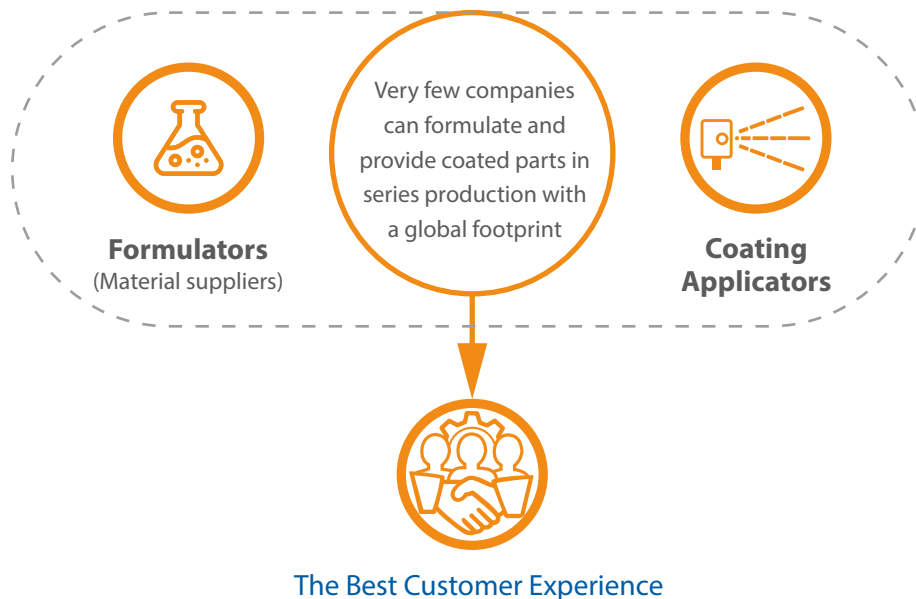 Very few companies
can formulate and
provide coated parts in
series production with
a global footprint
Formulators
(Material suppliers)
Coating
Applicators
The Best Customer Experience